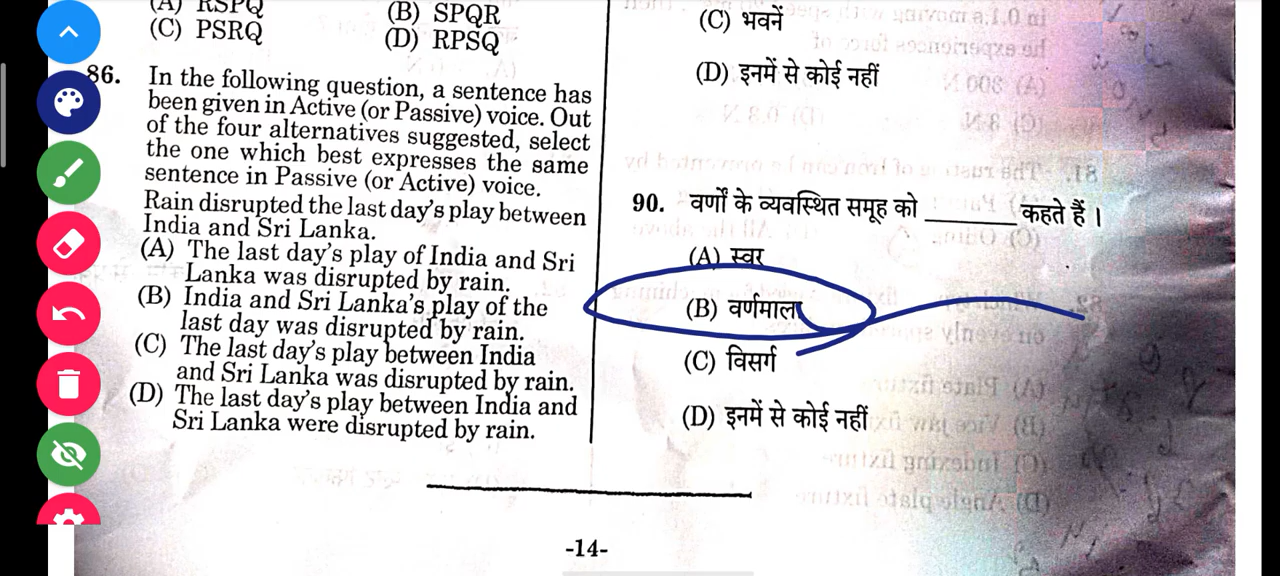 (A) RSPQ
(B) SPQR
(C) PSRQ
(D) RPSQ
86. In the following question, a sentence has
been given in Active (or Passive) voice. Out
of the four alternatives suggested, select
the one which best expresses the same
sentence in Passive (or Active) voice.
Rain disrupted the last day's play between
India and Sri Lanka.
(A) The last day's play of India and Sri
Lanka was disrupted by rain.
(B) India and Sri Lanka's play of the
last day was disrupted by rain.
(C) The last day's play between India
and Sri Lanka was disrupted by rain.
(D) The last day's play between India and
Sri Lanka were disrupted by rain.
(C) भवनें
(D) इनमें से कोई नहीं
90. वर्णों के व्यवस्थित समूह को ______ कहते हैं ।
(A) स्वर
(B) वर्णमाला
(C) विसर्ग
(D) इनमें से कोई नहीं
-14-